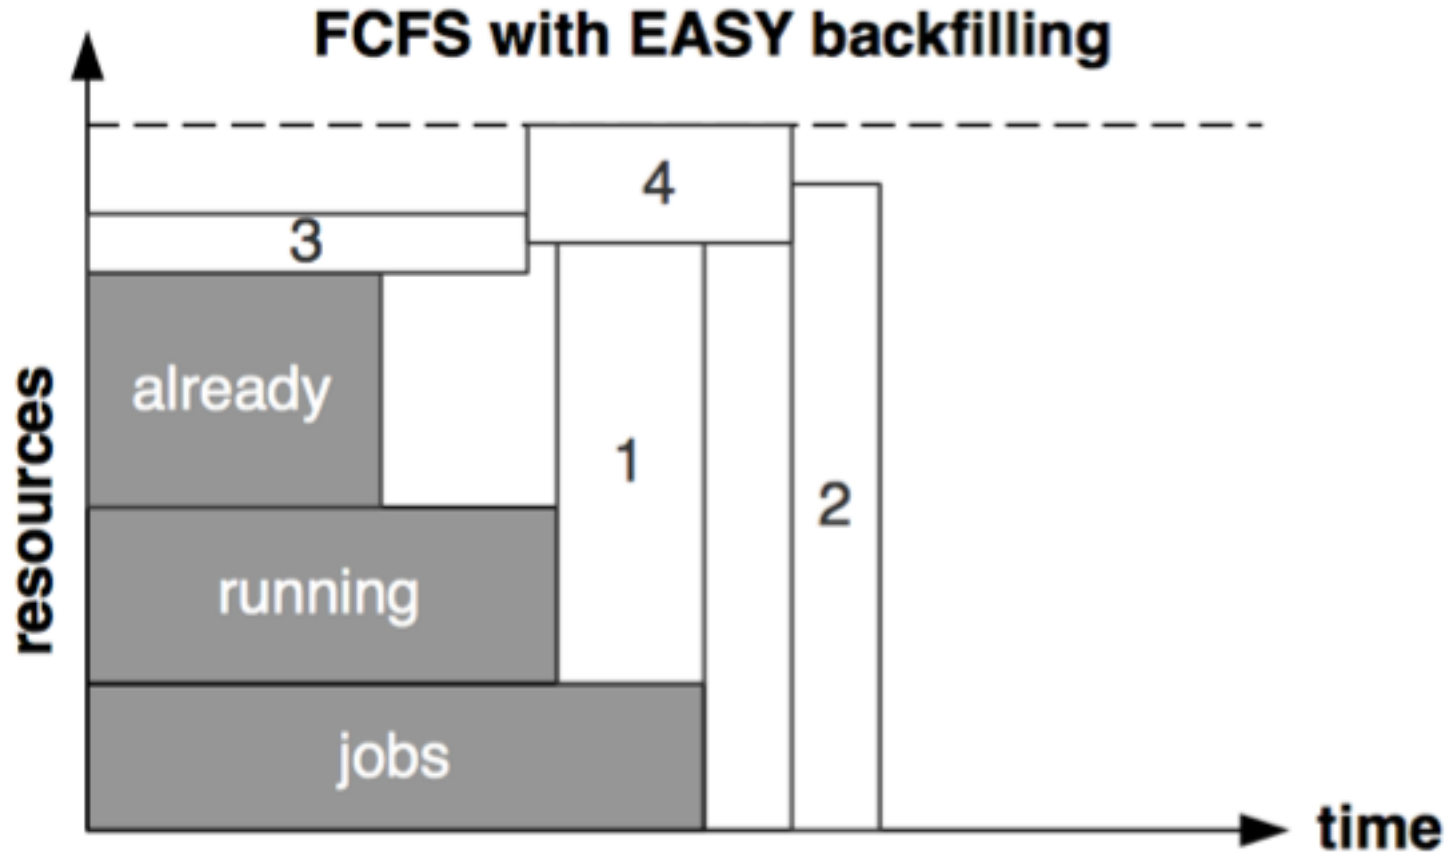 FCFS with EASY backfilling
4
3
already
1
2
running
jobs
resources
time